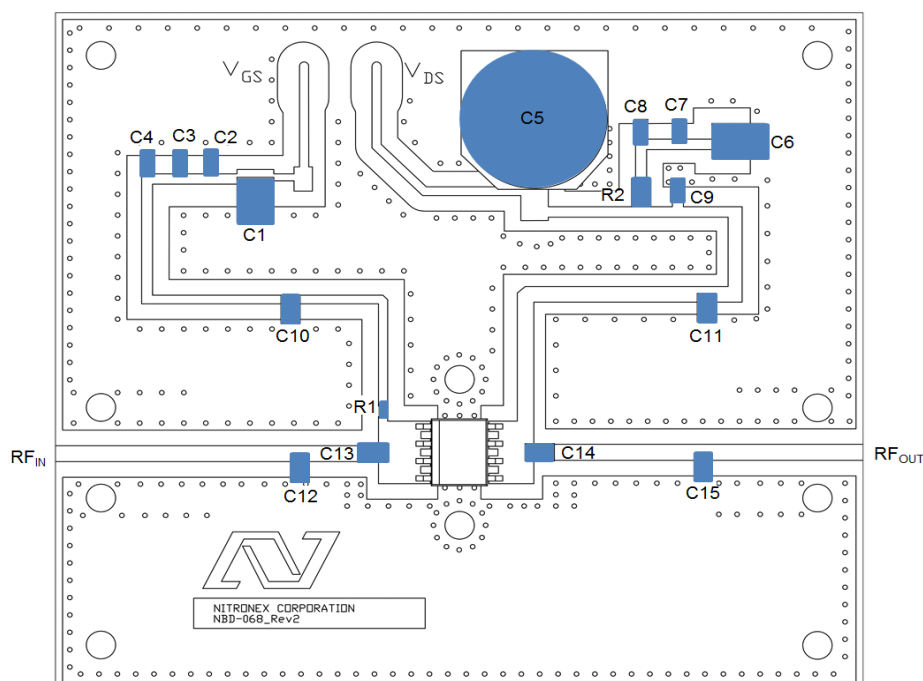 VGS
VDS
C5
C8
C7
C6
C4
C3
C2
R2
C9
C1
C10
C11
R1
RFIN
C13
C14
RFOUT
C12
C15
NITRONEX CORPORATION
NBD-068_Rev2